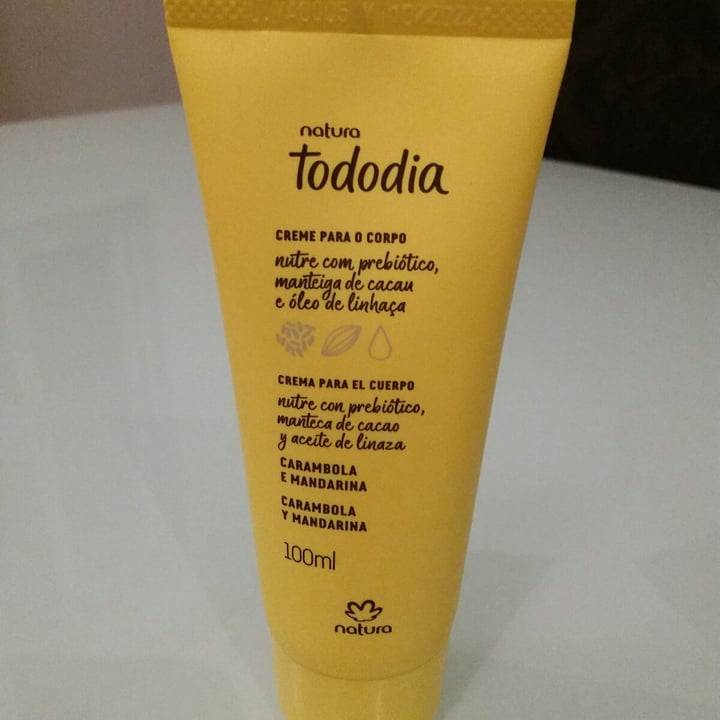 natura
tododia
CREME PARA O CORPO
nutre com prebiótico,
manteiga de cacau
e óleo de linhaça
CREMA PARA EL CUERPO
nutre con prebiótico,
manteca de cacao
y aceite de linaza
CARAMBOLA
E MANDARINA
CARAMBOLA
Y MANDARINA
100ml
natura